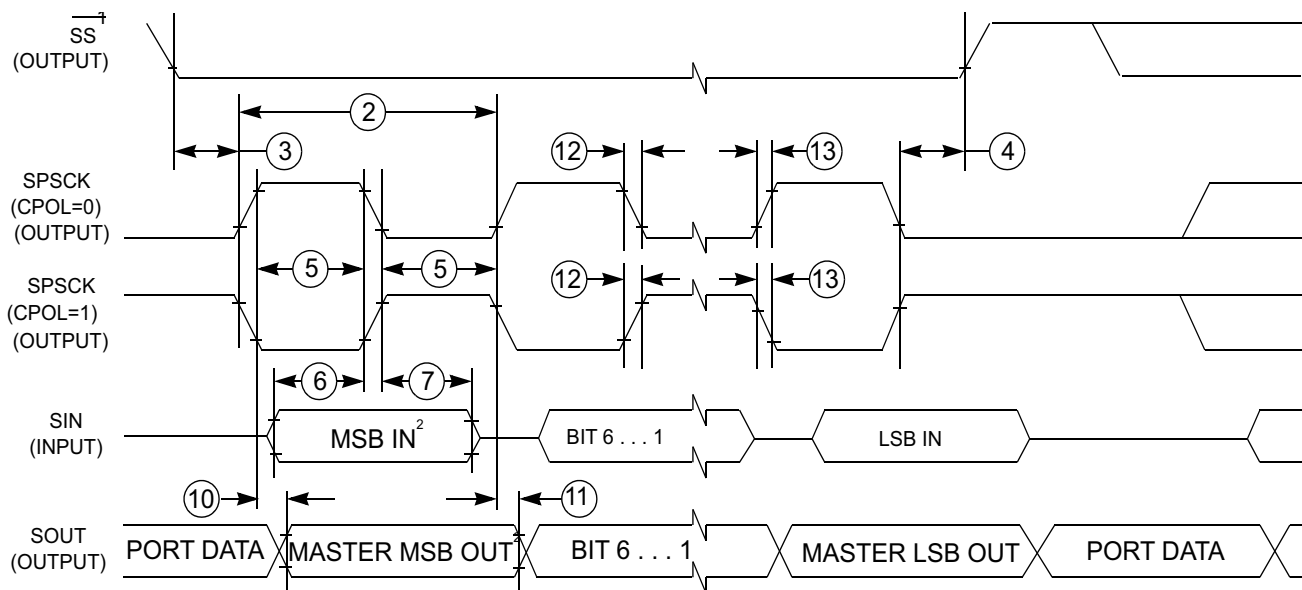 SS 1
(OUTPUT)
2
3
12
13
4
SPSCK
(CPOL=0)
(OUTPUT)
5
5
SPSCK
(CPOL=1)
(OUTPUT)
12
13
6
7
SIN
(INPUT)
MSB IN 2
BIT 6 . . . 1
LSB IN
10
11
SOUT
(OUTPUT)
PORT DATA
MASTER MSB OUT 2
BIT 6 . . . 1
MASTER LSB OUT
PORT DATA